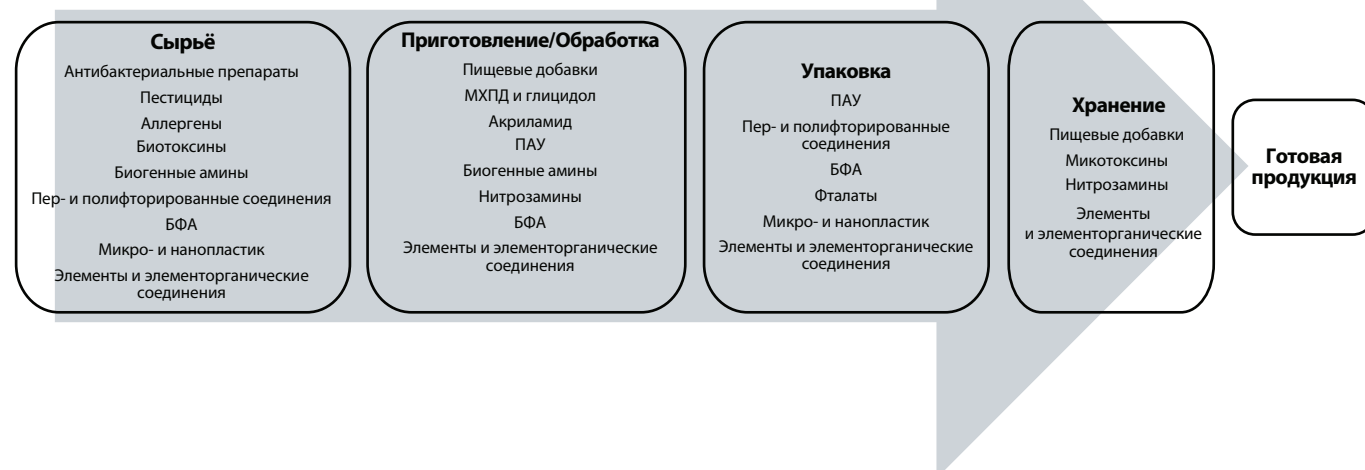 Сырьё
Антибактериальные препараты
Пестициды
Аллергены
Биотоксины
Биогенные амины
Пер- и полифторированные соединения
БФА
Микро- и нанопластик
Элементы и элементорганические
соединения
Приготовление/Обработка
Пищевые добавки
МХПД и глицидол
Акриламид
ПАУ
Биогенные амины
Нитрозамины
БФА
Элементы и элементорганические
соединения
Упаковка
ПАУ
Пер- и полифторированные
соединения
БФА
Фталаты
Микро- и нанопластик
Элементы и элементорганические
соединения
Хранение
Пищевые добавки
Микотоксины
Нитрозамины
Элементы
и элементорганические
соединения
Готовая
продукция